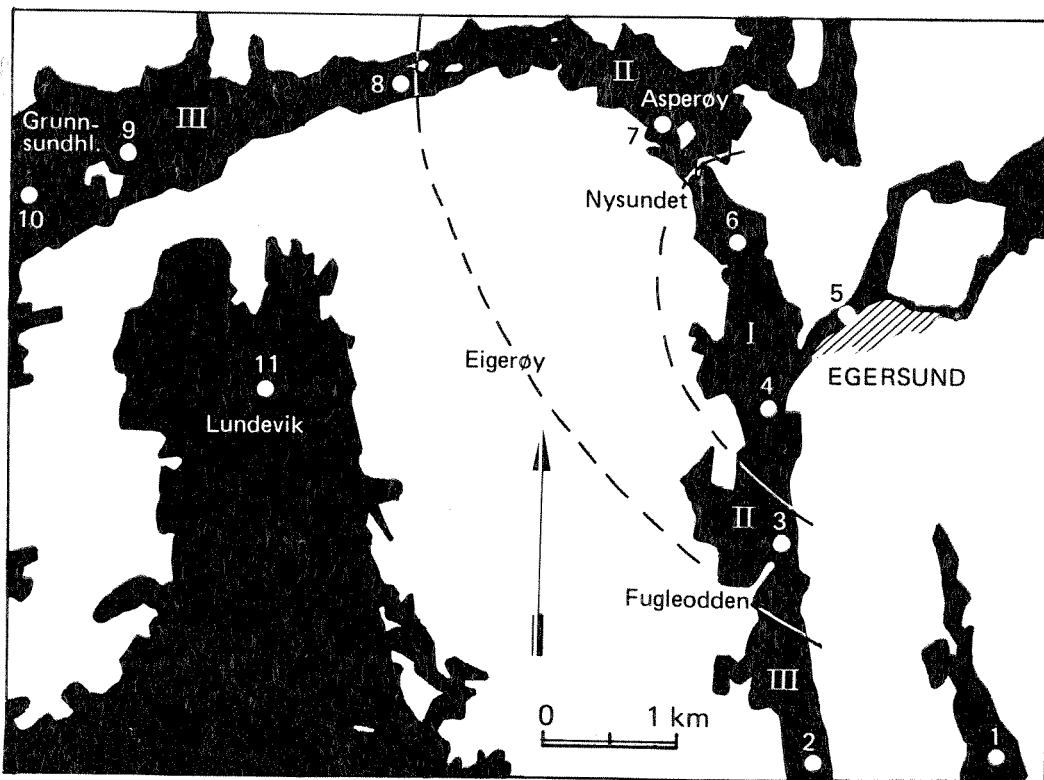 8
II
Asperøy
III
Grunn-
sundhl.
9
7
10
Nysundet
6
5
I
Eigerøy
11
EGERSUND
4
Lundevik
II
3
Fugleodden
III
0 1 km
2
1